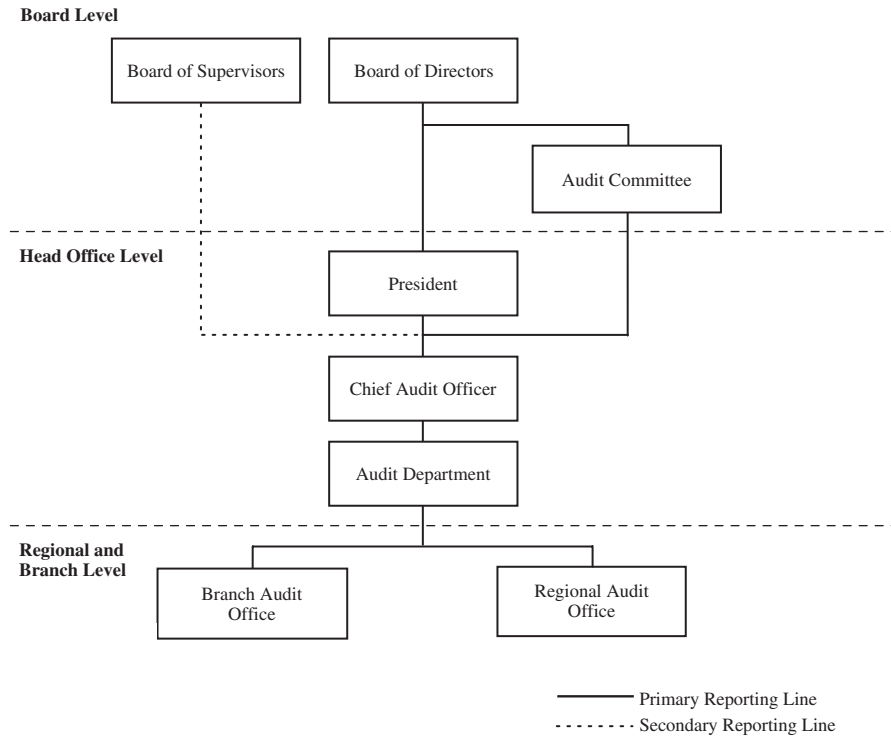 Board Level
Board of Supervisors
Board of Directors
Audit Committee
Head Office Level
President
Chief Audit Officer
Audit Department
Regional and
Branch Level
Branch Audit
Office
Regional Audit
Office
Primary Reporting Line
Secondary Reporting Line